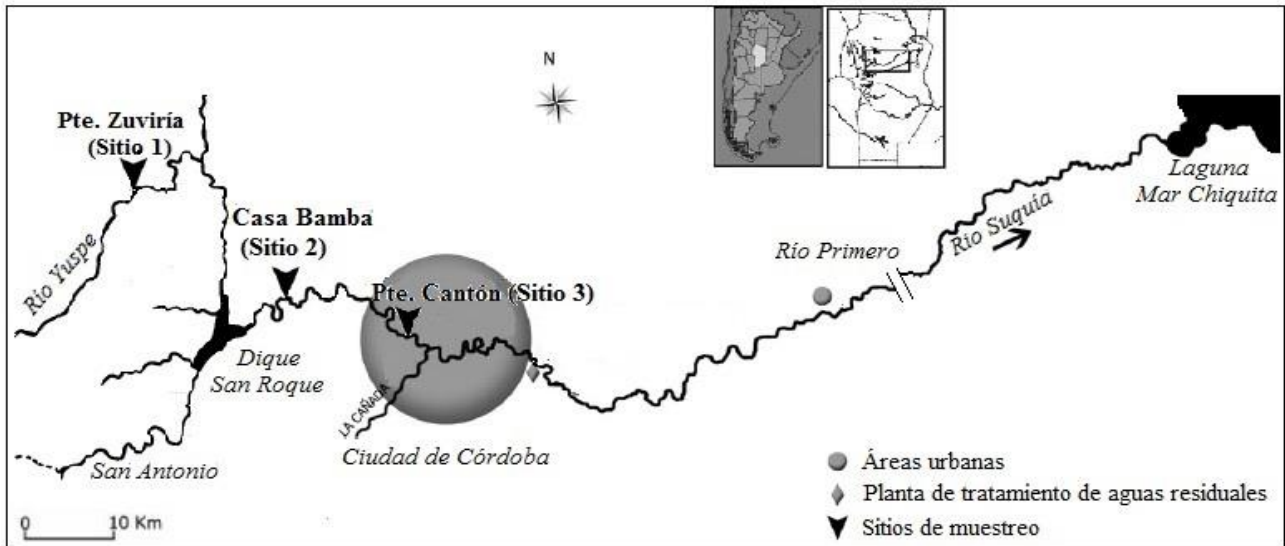 N
Pte. Zuviría
(Sitio 1)
Río Yuspe
Casa Bamba
(Sitio 2)
Pte. Cantón (Sitio 3)
Dique
San Roque
LA CAÑADA
San Antonio
Ciudad de Córdoba
Río Primero
Río Suquía
Laguna
Mar Chiquita
Áreas urbanas
Planta de tratamiento de aguas residuales
Sitios de muestreo
0 10 Km